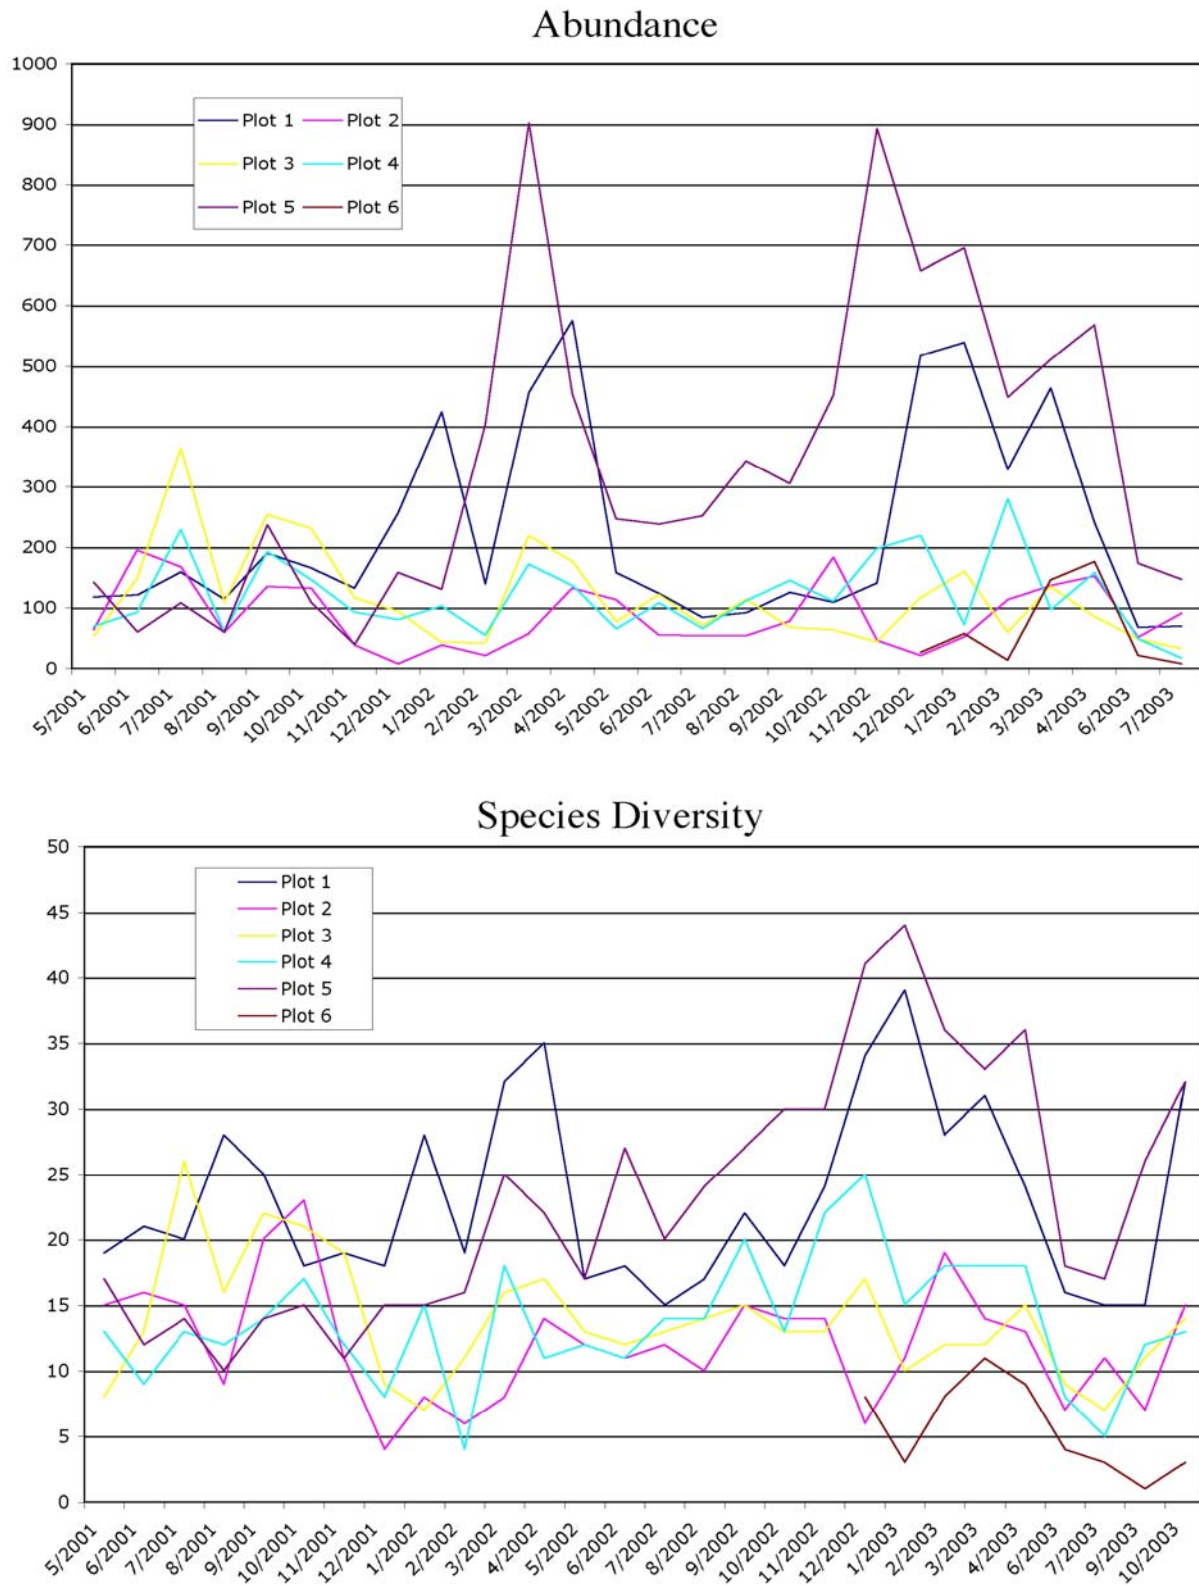 Abundance
1000
900
800
700
600
500
400
300
200
100
0
Plot 1 Plot 2
Plot 3 Plot 4
Plot 5 Plot 6
5/2001 6/2001 7/2001 8/2001 9/2001 10/2001 11/2001 12/2001 1/2002 2/2002 3/2002 4/2002 5/2002 6/2002 7/2002 8/2002 9/2002 10/2002 11/2002 12/2002 1/2003 2/2003 3/2003 4/2003 6/2003 7/2003
Species Diversity
50
45
40
35
30
25
20
15
10
5
0
Plot 1
Plot 2
Plot 3
Plot 4
Plot 5
Plot 6
5/2001 6/2001 7/2001 8/2001 9/2001 10/2001 11/2001 12/2001 1/2002 2/2002 3/2002 4/2002 5/2002 6/2002 7/2002 8/2002 9/2002 10/2002 11/2002 12/2002 1/2003 2/2003 3/2003 4/2003 6/2003 7/2003 9/2003 10/2003